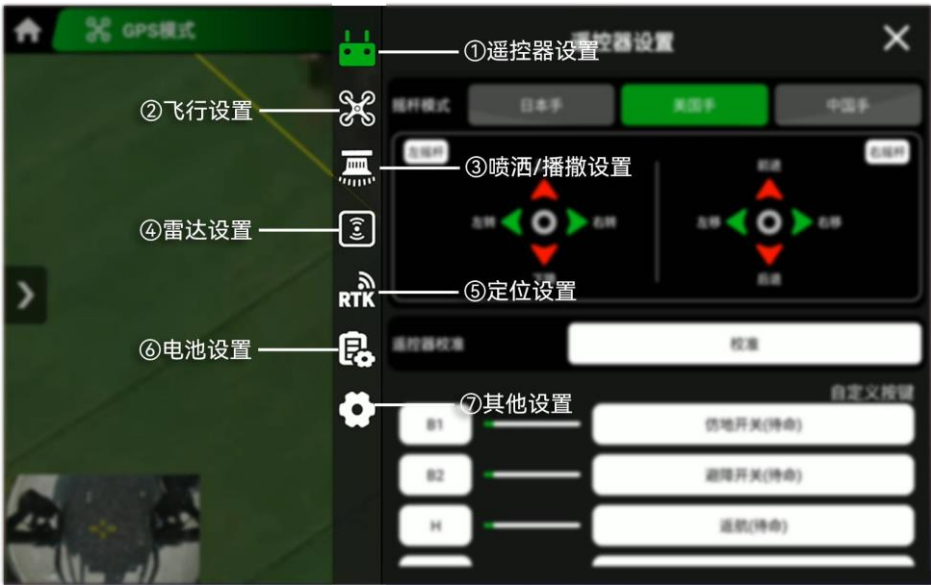 GPS模式
①遥控器设置
遥控器设置
②飞行设置
摇杆模式
日本手
美国手
中国手
左摇杆
右摇杆
③喷洒/播撒设置
前进
④雷达设置
左转
右转
左移
右移
下降
后退
RTK
⑤定位设置
⑥电池设置
遥控器校准
校准
自定义按键
⑦其他设置
B1
仿地开关(待命)
B2
避障开关(待命)
H
返航(待命)